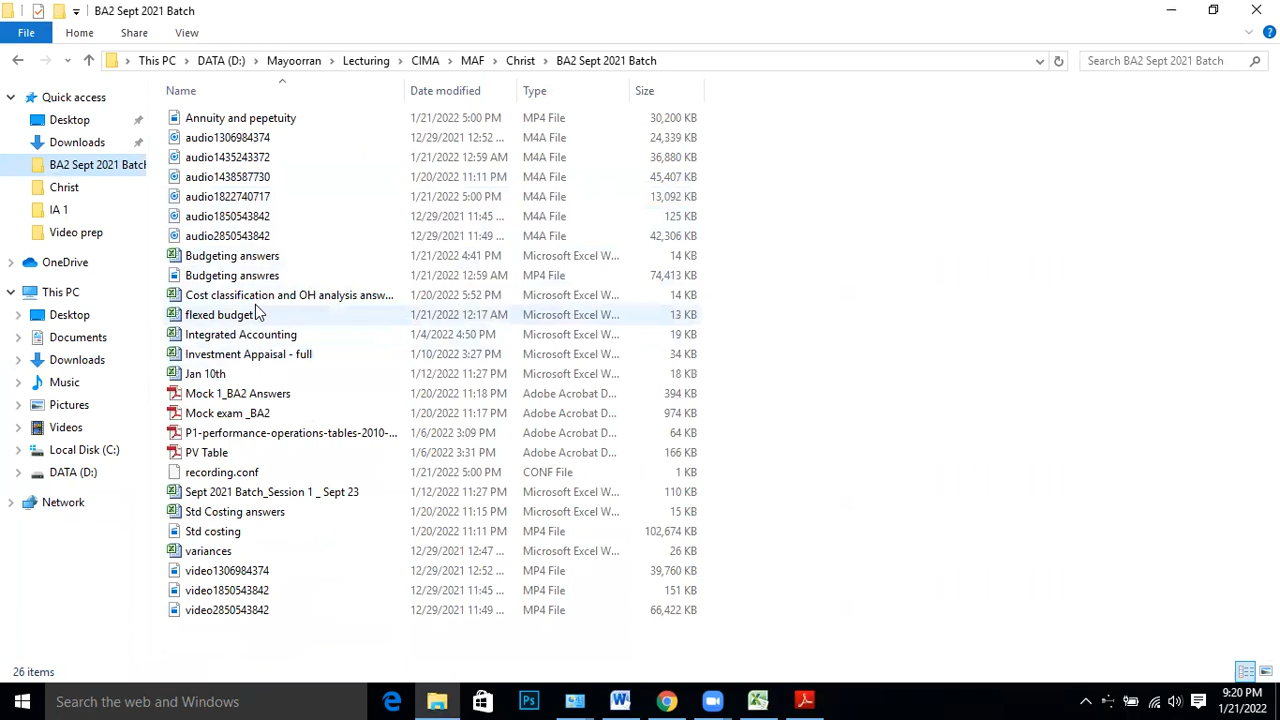 BA2 Sept 2021 Batch
File Home Share View
This PC DATA (D:) Mayoorran Lecturing CIMA MAF Christ BA2 Sept 2021 Batch Search BA2 Sept 2021 Batch
Name Date modified Type Size
Quick access
Desktop
Downloads
BA2 Sept 2021 Batch
Christ
IA 1
Video prep
OneDrive
This PC
Desktop
Documents
Downloads
Music
Pictures
Videos
Local Disk (C:)
DATA (D:)
Network
Annuity and pepetuity 1/21/2022 5:00 PM MP4 File 30,200 KB
audio1306984374 12/29/2021 12:52 ... M4A File 24,339 KB
audio1435243372 1/21/2022 12:59 AM M4A File 36,880 KB
audio1438587730 1/20/2022 11:11 PM M4A File 45,407 KB
audio1822740717 1/21/2022 5:00 PM M4A File 13,092 KB
audio1850543842 12/29/2021 11:45 ... M4A File 125 KB
audio2850543842 12/29/2021 11:49 ... M4A File 42,306 KB
Budgeting answers 1/21/2022 4:41 PM Microsoft Excel W... 14 KB
Budgeting answres 1/21/2022 12:59 AM MP4 File 74,413 KB
Cost classification and OH analysis answ... 1/20/2022 5:52 PM Microsoft Excel W... 14 KB
flexed budget 1/21/2022 12:17 AM Microsoft Excel W... 13 KB
Integrated Accounting 1/4/2022 4:50 PM Microsoft Excel W... 19 KB
Investment Appaisal - full 1/10/2022 3:27 PM Microsoft Excel W... 34 KB
Jan 10th 1/12/2022 11:27 PM Microsoft Excel W... 18 KB
Mock 1_BA2 Answers 1/20/2022 11:18 PM Adobe Acrobat D... 394 KB
Mock exam _BA2 1/20/2022 11:17 PM Adobe Acrobat D... 974 KB
P1-performance-operations-tables-2010-... 1/6/2022 3:09 PM Adobe Acrobat D... 64 KB
PV Table 1/6/2022 3:31 PM Adobe Acrobat D... 166 KB
recording.conf 1/21/2022 5:00 PM CONF File 1 KB
Sept 2021 Batch_Session 1 _ Sept 23 1/12/2022 11:27 PM Microsoft Excel W... 110 KB
Std Costing answers 1/20/2022 11:15 PM Microsoft Excel W... 15 KB
Std costing 1/20/2022 11:11 PM MP4 File 102,674 KB
variances 12/29/2021 12:47 ... Microsoft Excel W... 26 KB
video1306984374 12/29/2021 12:52 ... MP4 File 39,760 KB
video1850543842 12/29/2021 11:45 ... MP4 File 151 KB
video2850543842 12/29/2021 11:49 ... MP4 File 66,422 KB
26 items
Search the web and Windows
9:20 PM
1/21/2022